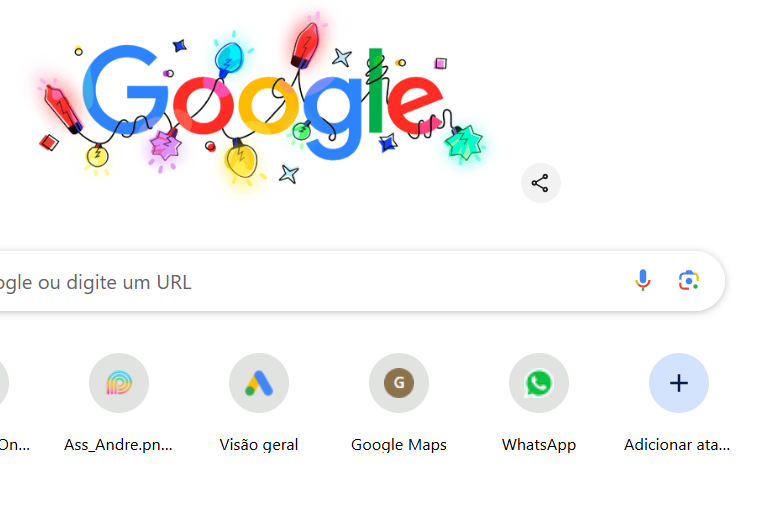 Google
ogle ou digite um URL
G
On...
Ass_Andre.pn...
Visão geral
Google Maps
WhatsApp
Adicionar ata...